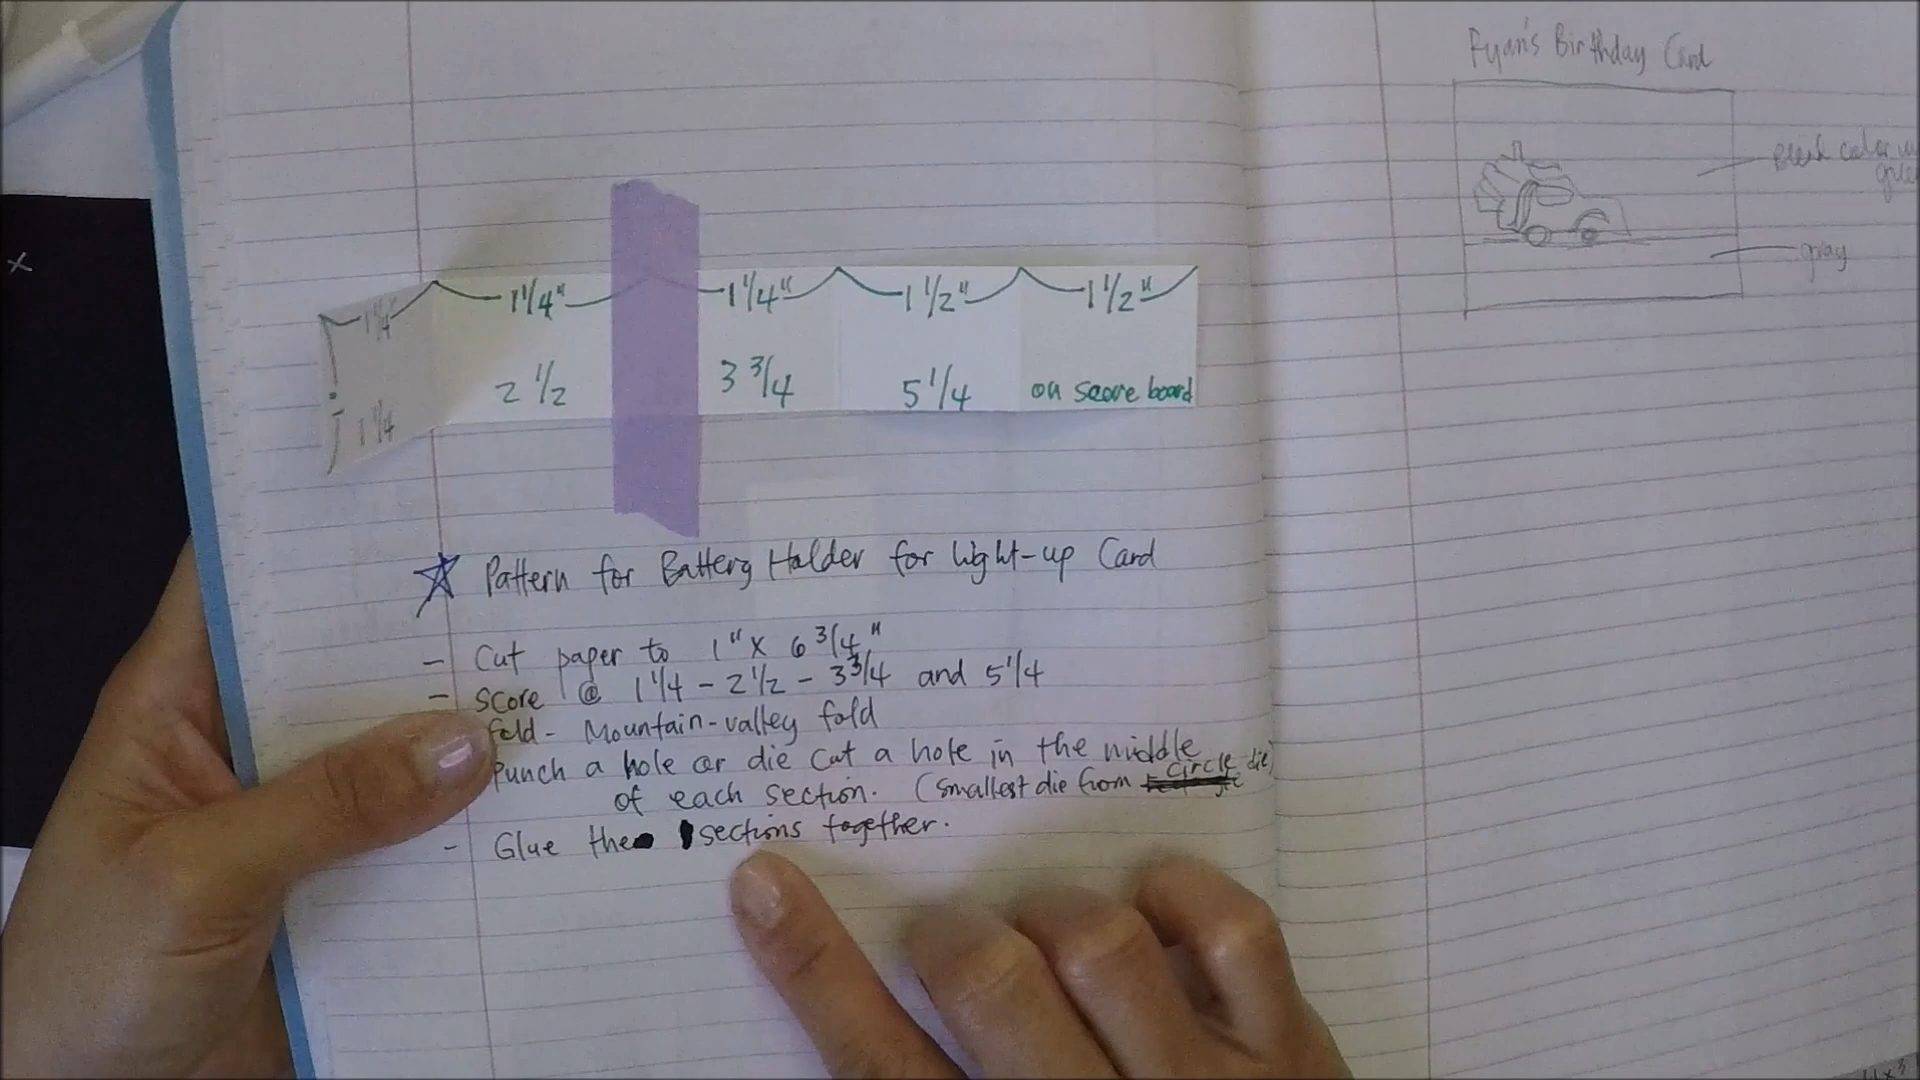 1 1/4"
1 1/4"
1 1/4"
1 1/2"
1 1/2"
1 1/4
2 1/2
3 3/4
5 1/4
on score board
☆ Pattern for Battery Holder for light-up Card
- Cut paper to 1" x 6 3/4"
- score @ 1 1/4 - 2 1/2 - 3 3/4 and 5 1/4
fold - Mountain-valley fold
Punch a hole or die cut a hole in the middle
of each section. (smallest die from circle die)
- Glue the sections together.
Ryan's Birthday Card
color
gray
x